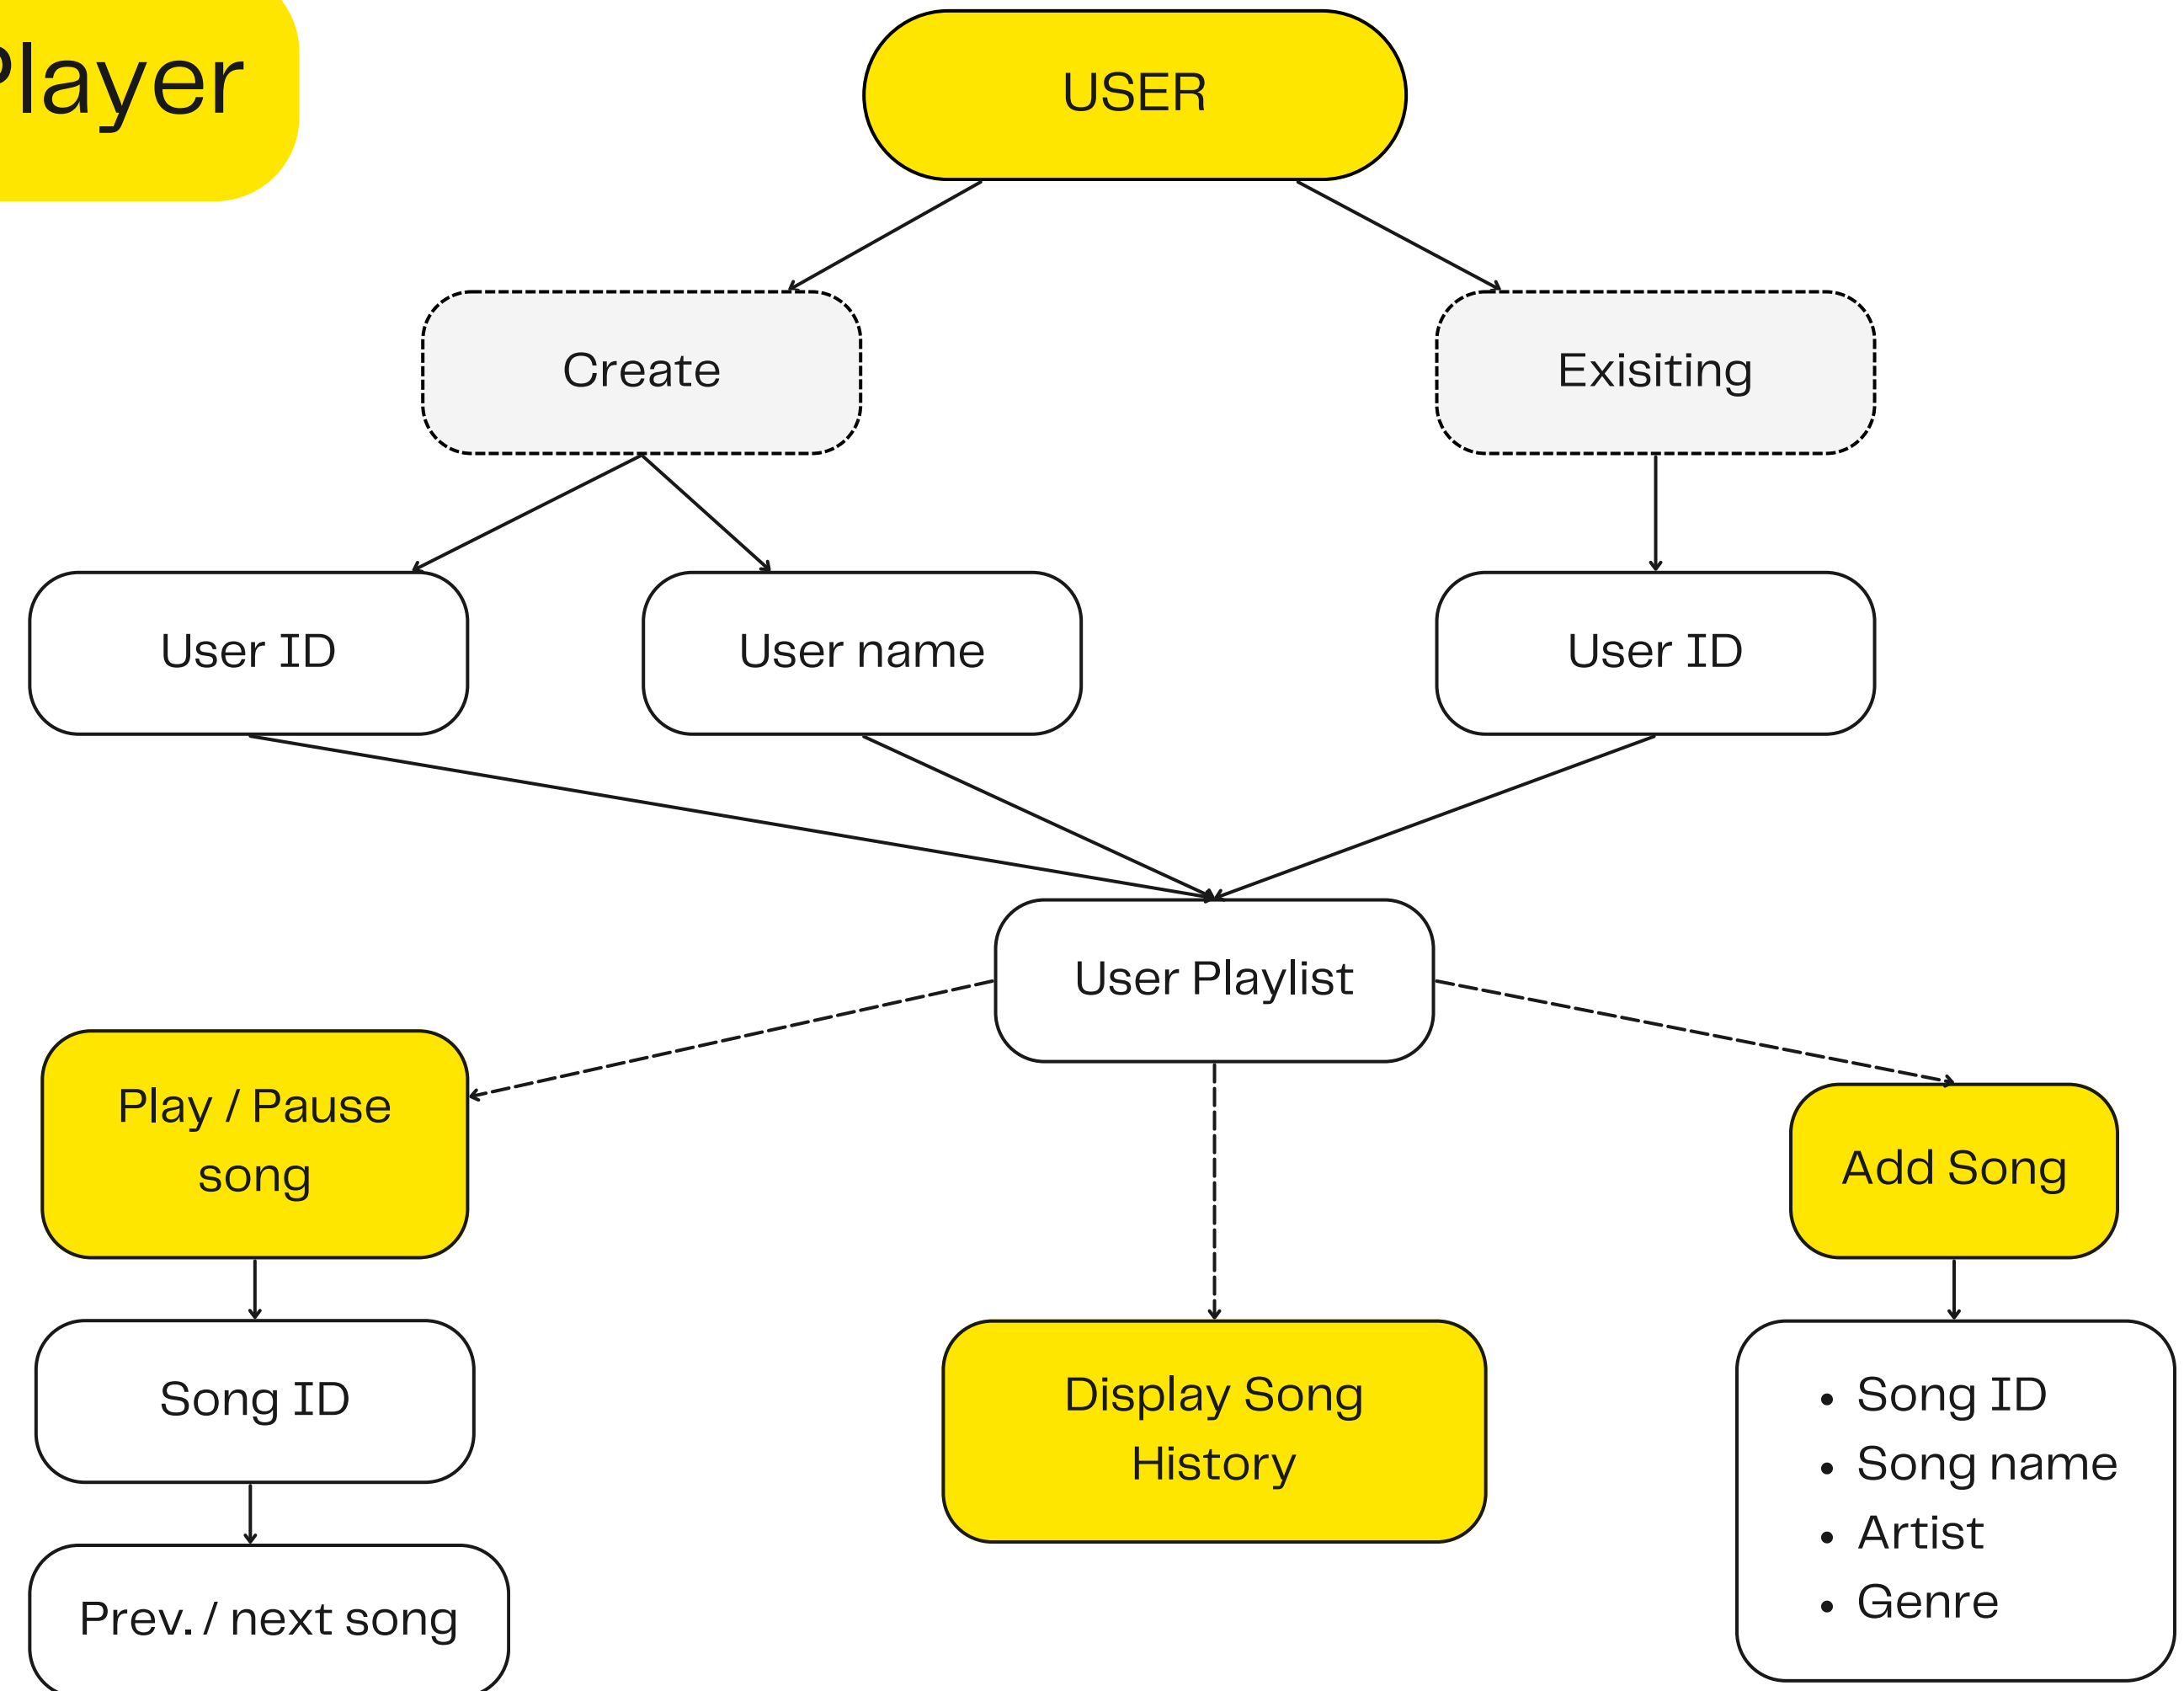 Player
USER
Create
Exisiting
User ID
User name
User ID
User Playlist
Play / Pause
song
Add Song
Song ID
Display Song
History
• Song ID
• Song name
• Artist
• Genre
Prev. / next song